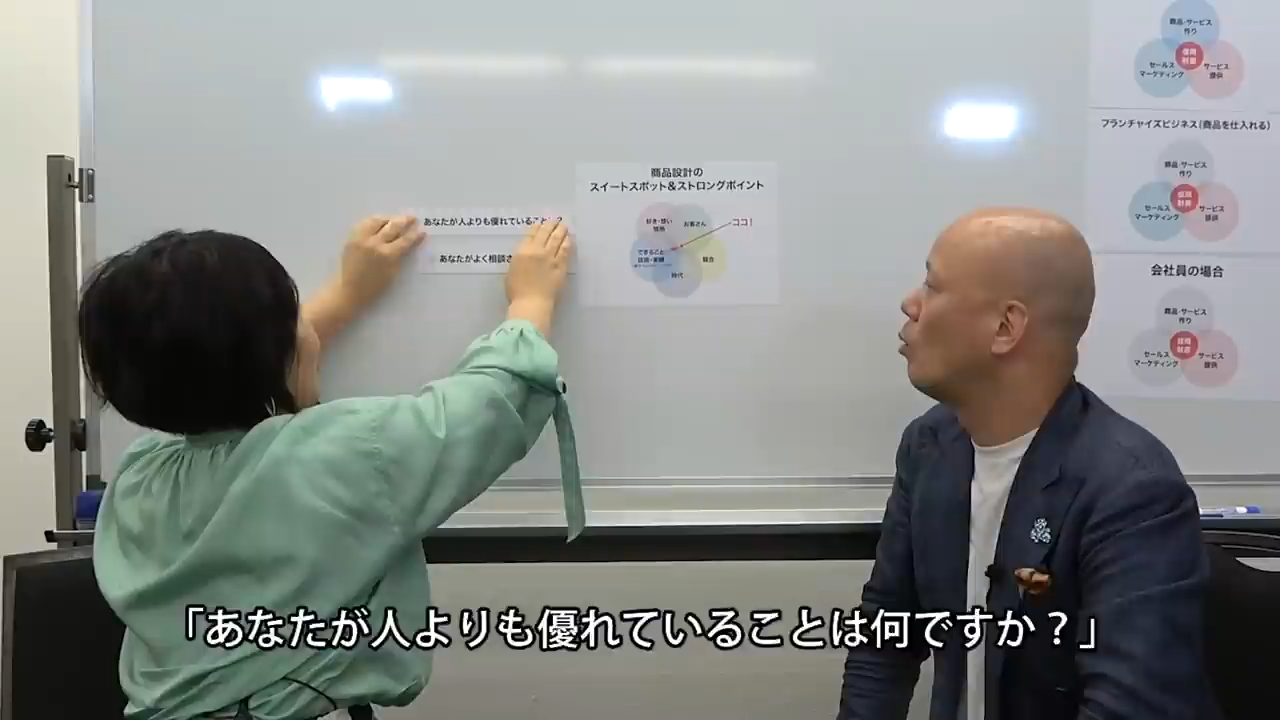 商品・サービス
作り
セールス
マーケティング
サービス
提供
フランチャイズビジネス(商品を仕入れる)
商品・サービス
作り
セールス
マーケティング
サービス
提供
会社員の場合
商品・サービス
作り
セールス
マーケティング
サービス
提供
商品設計の
スイートスポット&ストロングポイント
好き・想い
情熱
お客さん
ココ!
できること
競合
時代
あなたが人よりも優れていること
あなたがよく相談さ
「あなたが人よりも優れていることは何ですか?」